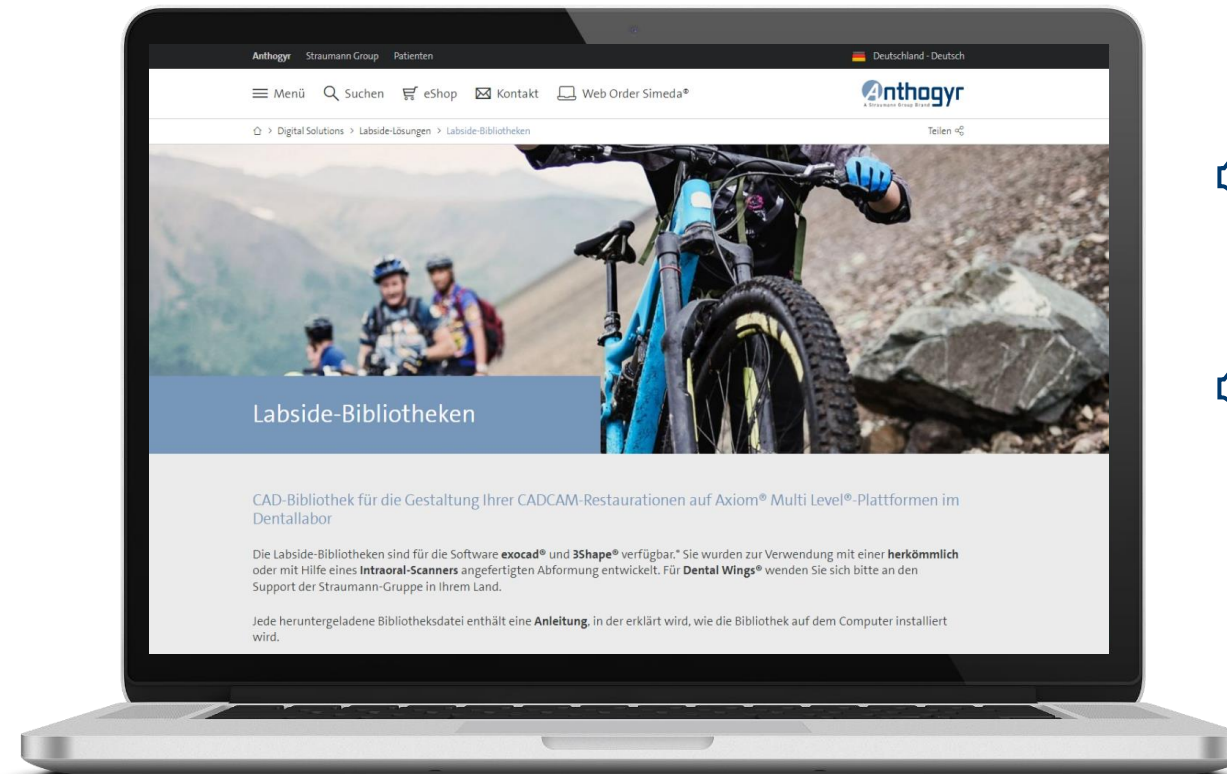 Anthogyr Straumann Group Patienten Deutschland - Deutsch
Menü Suchen eShop Kontakt Web Order Simeda® Anthogyr
A Straumann Group Brand
> Digital Solutions > Labside-Lösungen > Labside-Bibliotheken Teilen
Labside-Bibliotheken
CAD-Bibliothek für die Gestaltung Ihrer CADCAM-Restaurationen auf Axiom® Multi Level®-Plattformen im
Dentallabor
Die Labside-Bibliotheken sind für die Software exocad® und 3Shape® verfügbar.* Sie wurden zur Verwendung mit einer herkömmlich
oder mit Hilfe eines Intraoral-Scanners angefertigten Abformung entwickelt. Für Dental Wings® wenden Sie sich bitte an den
Support der Straumann-Gruppe in Ihrem Land.
Jede heruntergeladene Bibliotheksdatei enthält eine Anleitung, in der erklärt wird, wie die Bibliothek auf dem Computer installiert
wird.